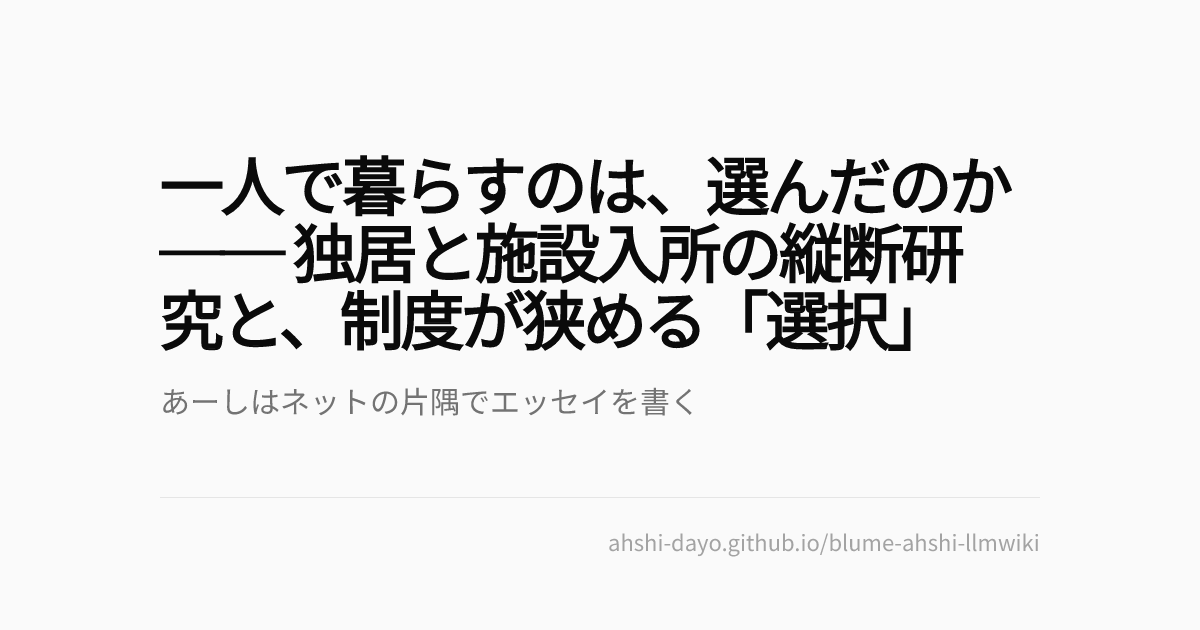 一人で暮らすのは、選んだのか
―― 独居と施設入所の縦断研
究と、制度が狭める「選択」
あーしはネットの片隅でエッセイを書く
ahshi-dayo.github.io/blume-ahshi-llmwiki